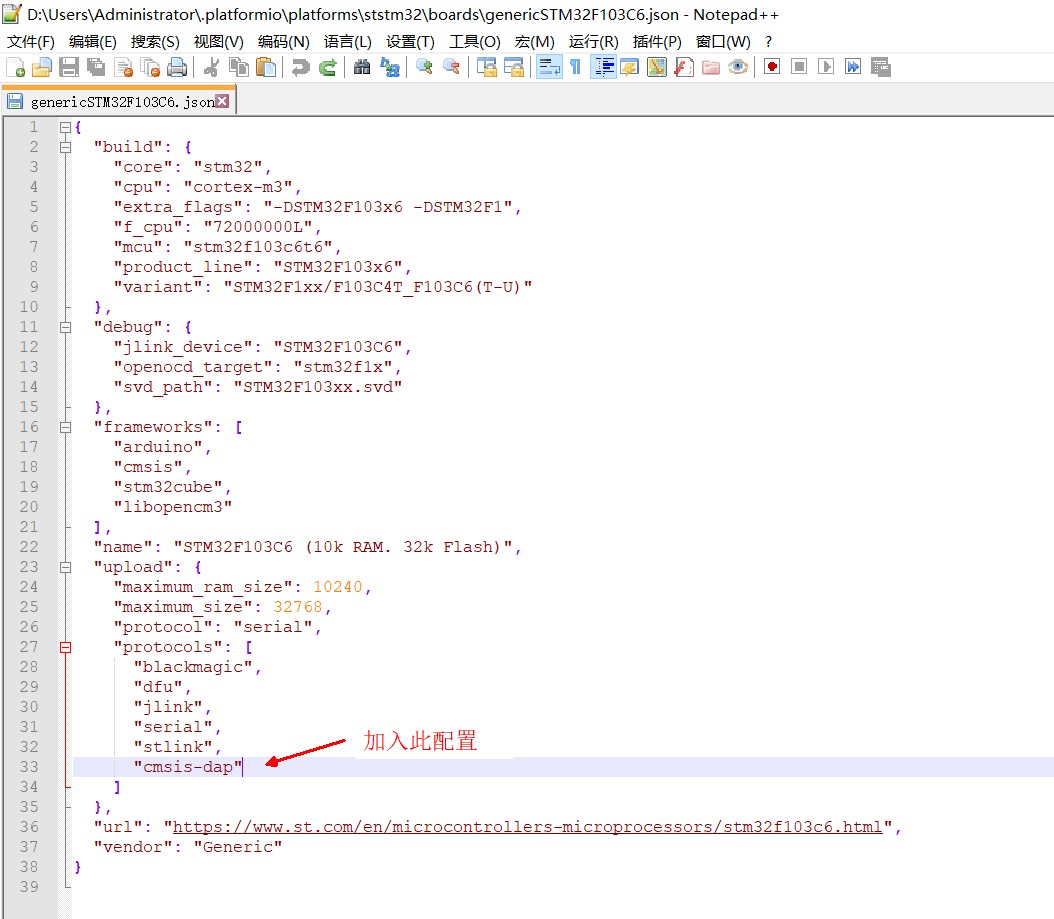 D:\Users\Administrator\.platformio\platforms\ststm32\boards\genericSTM32F103C6.json - Notepad++
文件(F) 编辑(E) 搜索(S) 视图(V) 编码(N) 语言(L) 设置(T) 工具(O) 宏(M) 运行(R) 插件(P) 窗口(W) ?
genericSTM32F103C6.json
1 {
2 "build": {
3 "core": "stm32",
4 "cpu": "cortex-m3",
5 "extra_flags": "-DSTM32F103x6 -DSTM32F1",
6 "f_cpu": "72000000L",
7 "mcu": "stm32f103c6t6",
8 "product_line": "STM32F103x6",
9 "variant": "STM32F1xx/F103C4T_F103C6(T-U)"
10 },
11 "debug": {
12 "jlink_device": "STM32F103C6",
13 "openocd_target": "stm32f1x",
14 "svd_path": "STM32F103xx.svd"
15 },
16 "frameworks": [
17 "arduino",
18 "cmsis",
19 "stm32cube",
20 "libopencm3"
21 ],
22 "name": "STM32F103C6 (10k RAM. 32k Flash)",
23 "upload": {
24 "maximum_ram_size": 10240,
25 "maximum_size": 32768,
26 "protocol": "serial",
27 "protocols": [
28 "blackmagic",
29 "dfu",
30 "jlink",
31 "serial",
32 "stlink",
加入此配置
33 "cmsis-dap"
34 ]
35 },
36 "url": "https://www.st.com/en/microcontrollers-microprocessors/stm32f103c6.html",
37 "vendor": "Generic"
38 }
39